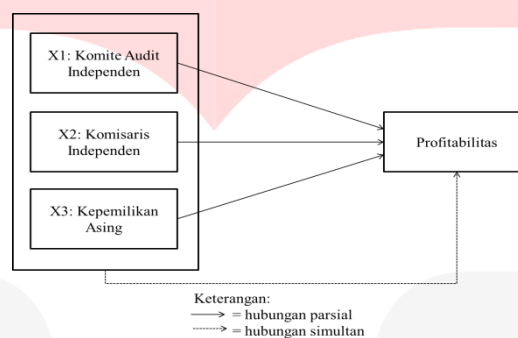 X1: Komite Audit
Independen
X2: Komisaris
Independen
X3: Kepemilikan
Asing
Profitabilitas
Keterangan:
= hubungan parsial
= hubungan simultan